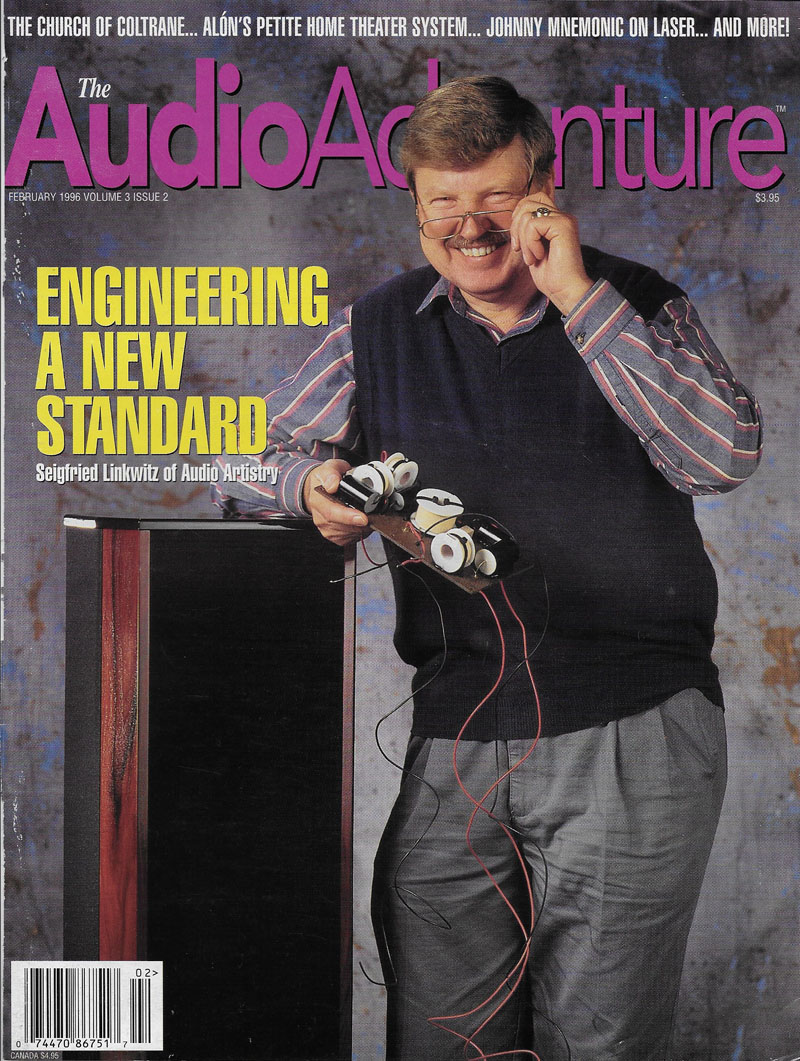 THE CHURCH OF COLTRANE... ALÓN'S PETITE HOME THEATER SYSTEM... JOHNNY MNEMONIC ON LASER... AND MORE!
The
AudioAd nture™
FEBRUARY 1996 VOLUME 3 ISSUE 2
$3.95
ENGINEERING
A NEW
STANDARD
Seigfried Linkwitz of Audio Artistry
02>
0 74470 86751 7
CANADA $4.95